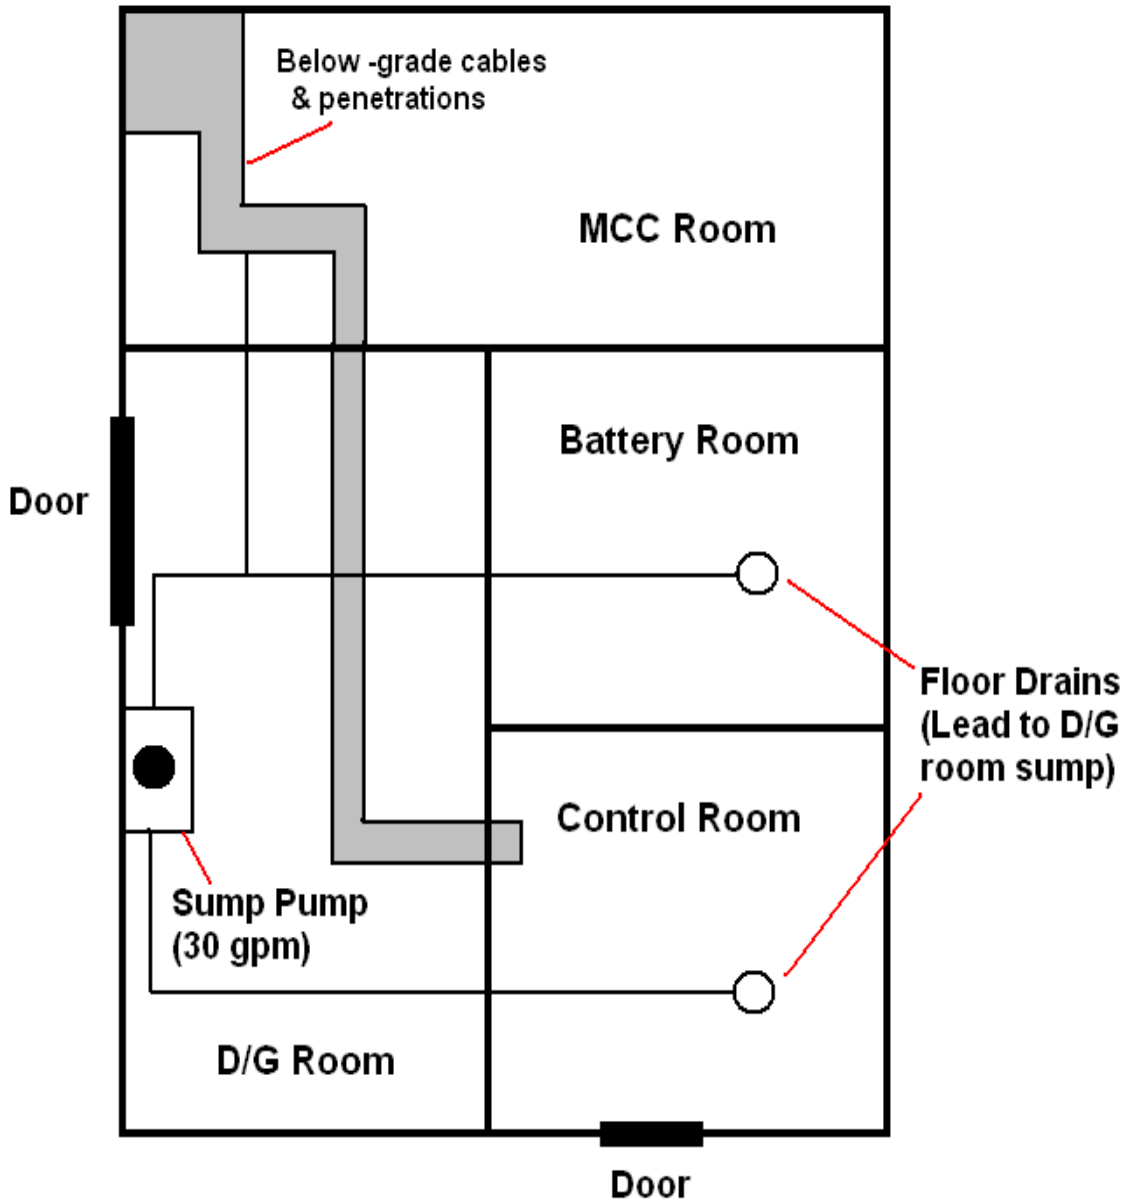 Below -grade cables
& penetrations
MCC Room
Battery Room
Door
Floor Drains
(Lead to D/G
room sump)
Control Room
Sump Pump
(30 gpm)
D/G Room
Door